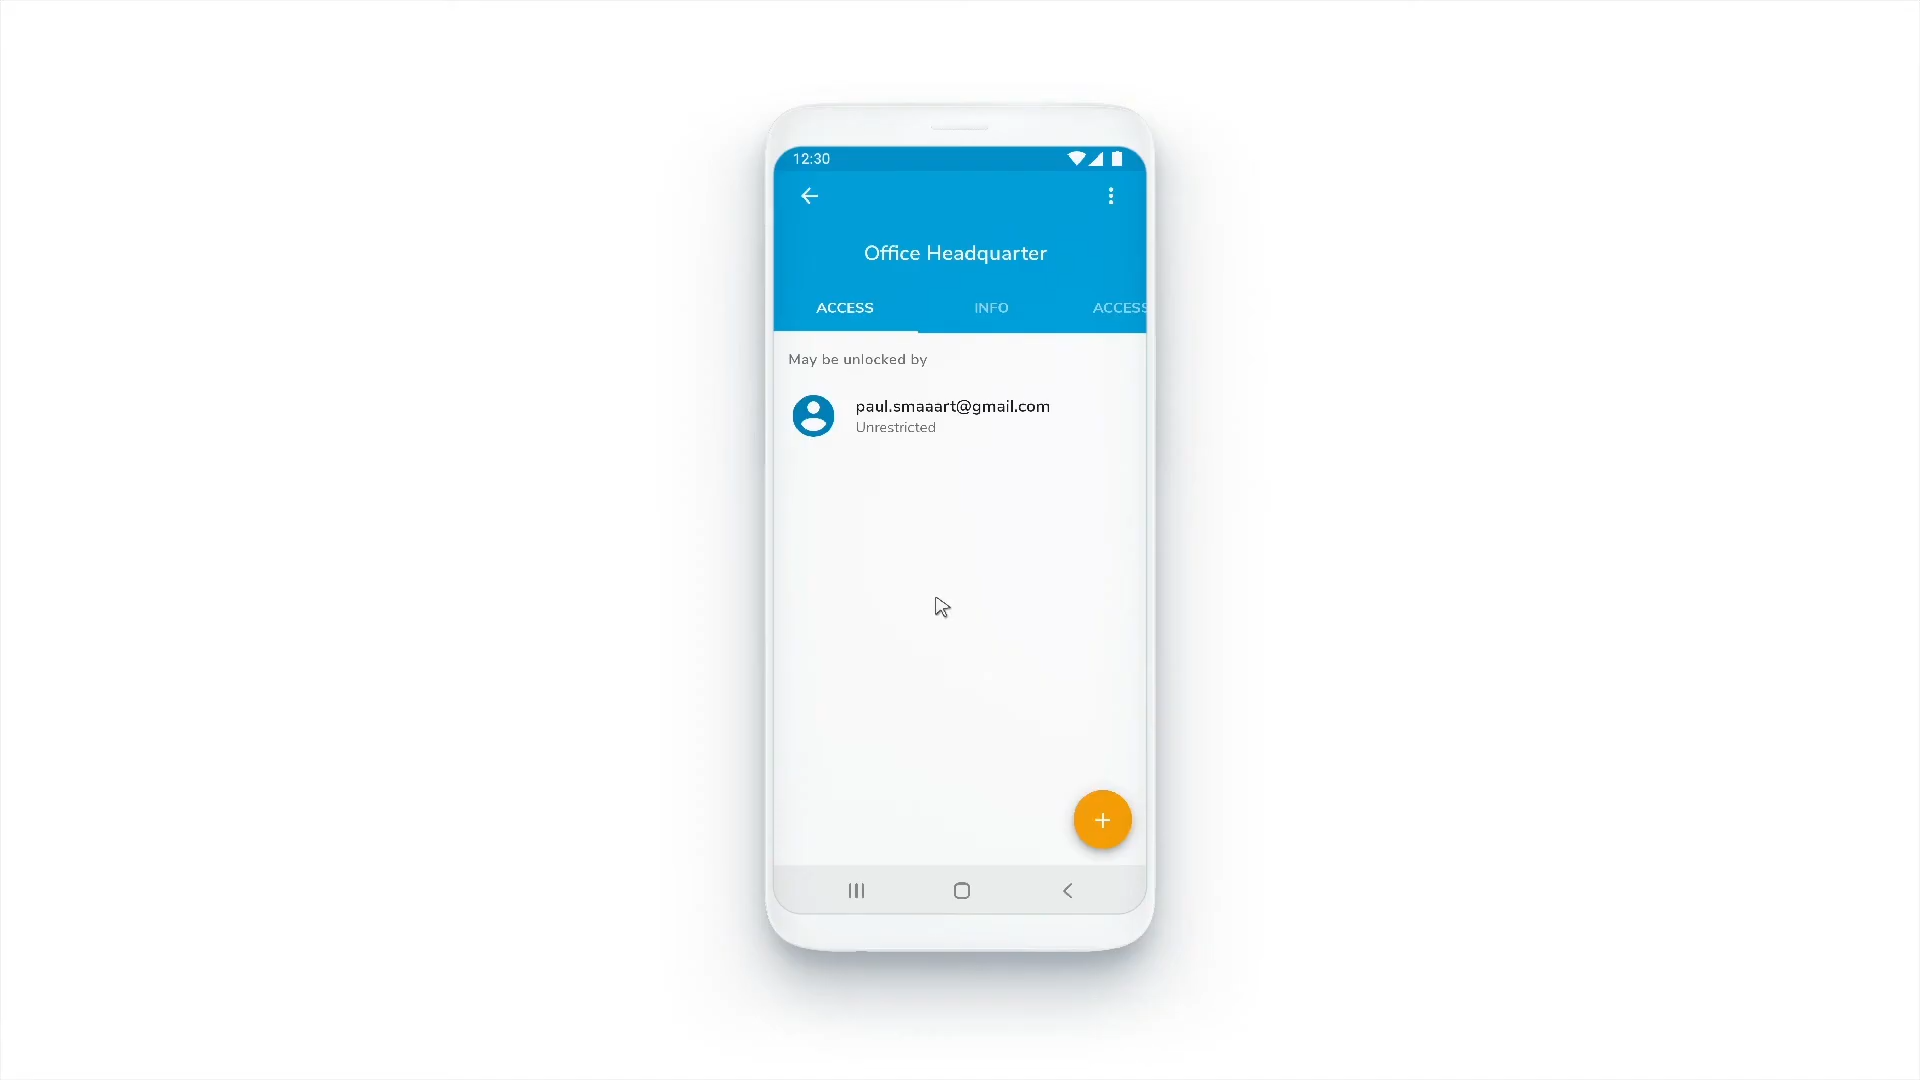 12:30
Office Headquarter
ACCESS INFO ACCESS
May be unlocked by
paul.smaaart@gmail.com
Unrestricted